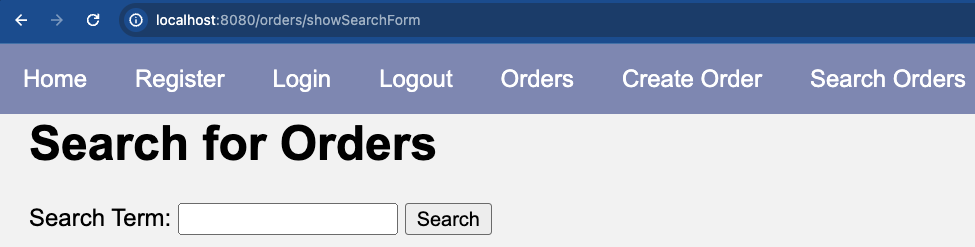 localhost:8080/orders/showSearchForm
Home Register Login Logout Orders Create Order Search Orders
Search for Orders
Search Term: Search